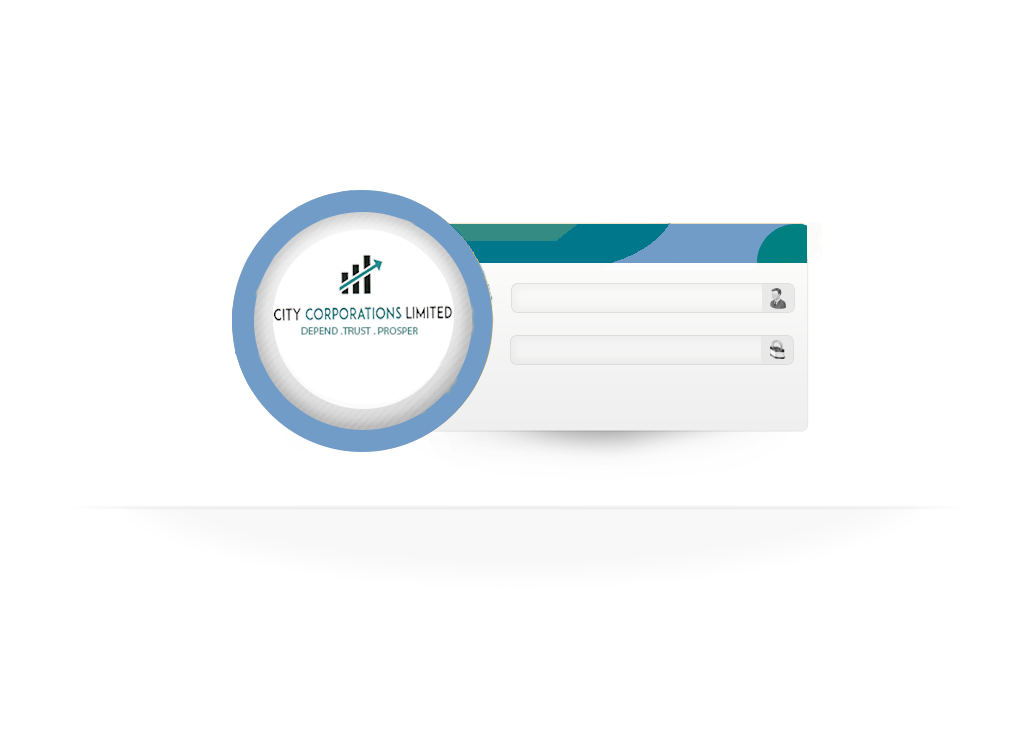 CITY CORPORATIONS LIMITED
DEPEND .TRUST . PROSPER